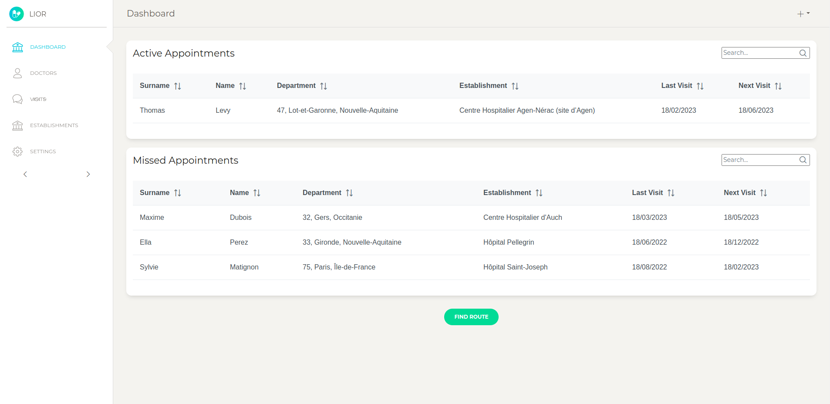 LIOR
Dashboard
DASHBOARD
DOCTORS
ESTABLISHMENTS
SETTINGS
Active Appointments
Search...
Surname Name Department Establishment Last Visit Next Visit
Thomas Levy 47, Lot-et-Garonne, Nouvelle-Aquitaine Centre Hospitalier Agen-Nérac (site d'Agen) 18/02/2023 18/06/2023
Missed Appointments
Search...
Surname Name Department Establishment Last Visit Next Visit
Maxime Dubois 32, Gers, Occitanie Centre Hospitalier d'Auch 18/03/2023 18/05/2023
Ella Perez 33, Gironde, Nouvelle-Aquitaine Hôpital Pellegrin 18/06/2022 18/12/2022
Sylvie Matignon 75, Paris, Île-de-France Hôpital Saint-Joseph 18/08/2022 18/02/2023
FIND ROUTE